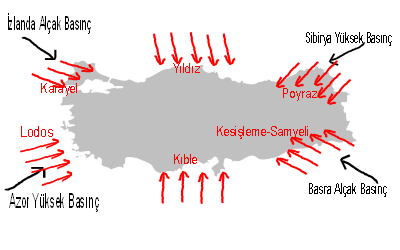 İzlanda Alçak Basınç
Sibirya Yüksek Basınç
Yıldız
Karayel
Poyraz
Lodos
Kesişleme-Samyeli
Kıble
Azor Yüksek Basınç
Basra Alçak Basınç